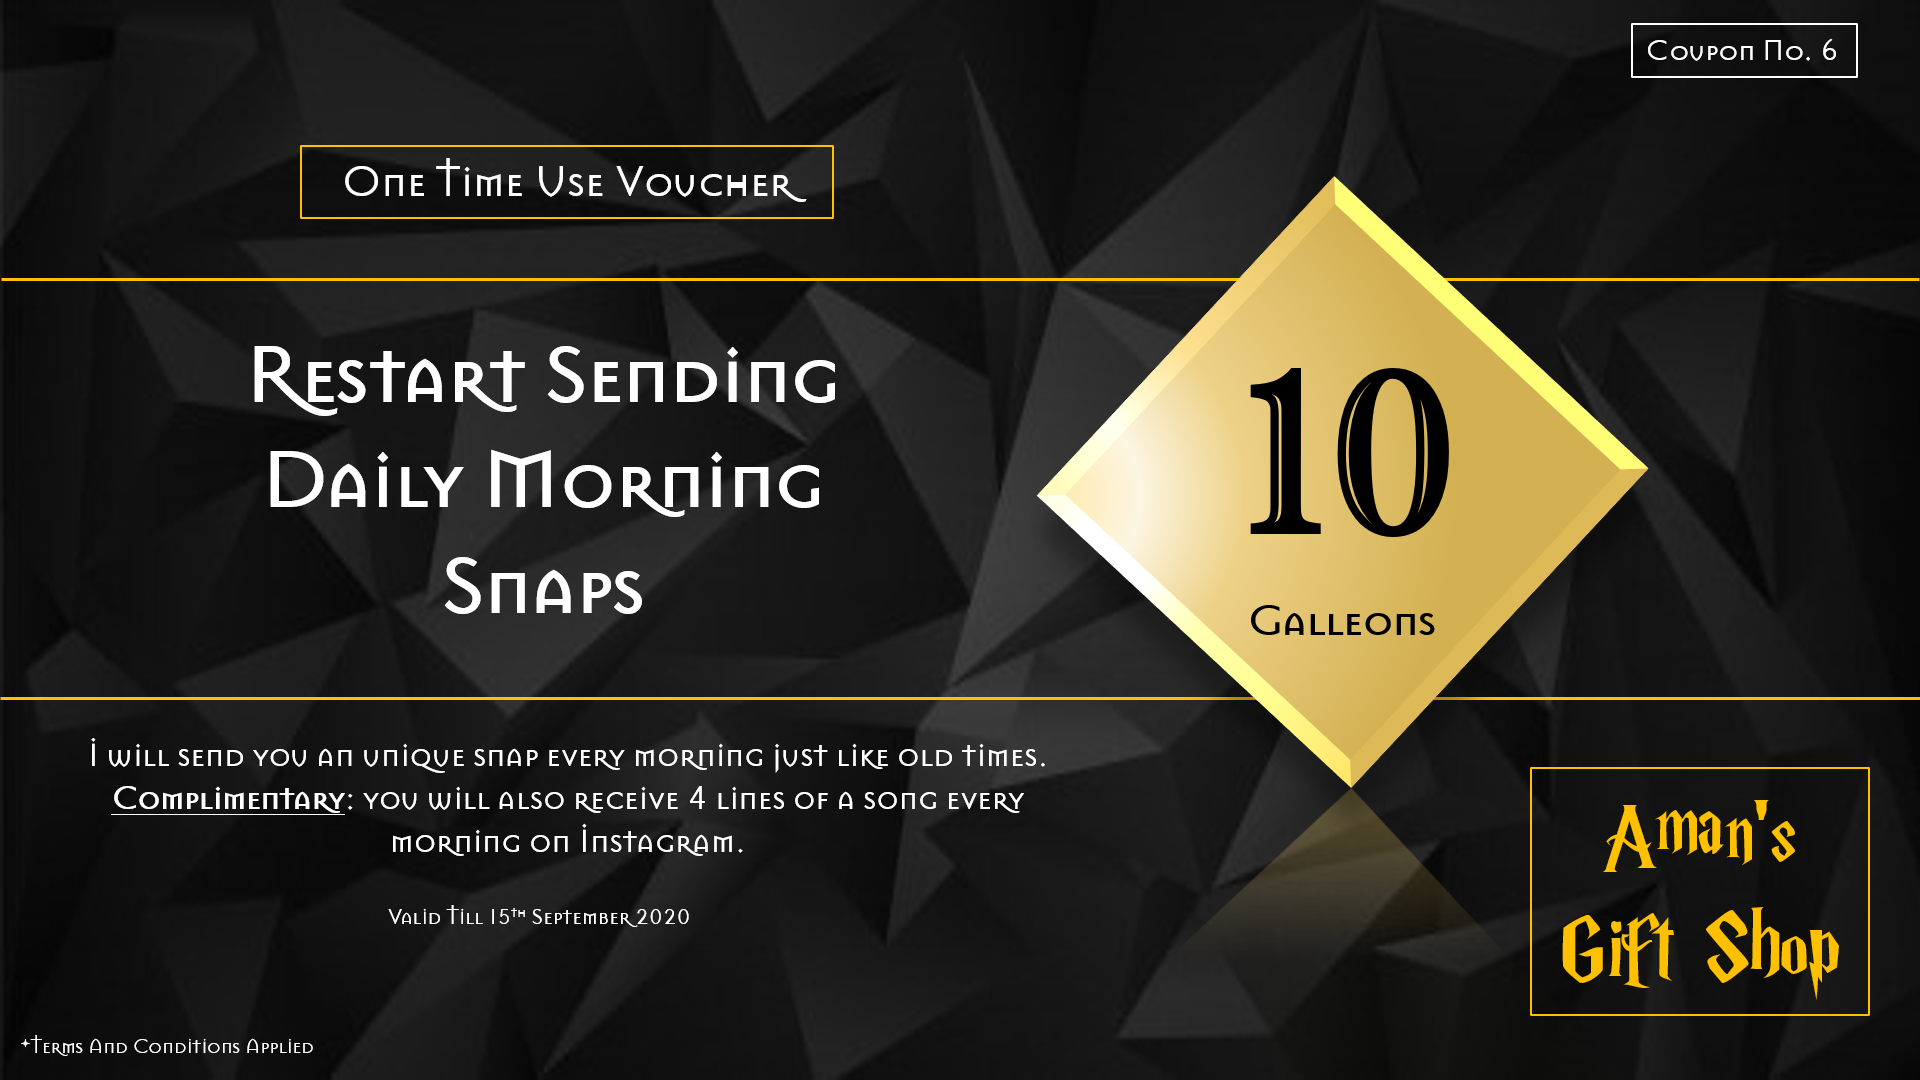 Coupon No. 6
One Time Use Voucher
Restart Sending
Daily Morning
Snaps
10
Galleons
I will send you an unique snap every morning just like old times.
Complimentary: you will also receive 4 lines of a song every
morning on Instagram.
Valid Till 15th September 2020
Aman's
Gift Shop
*Terms And Conditions Applied